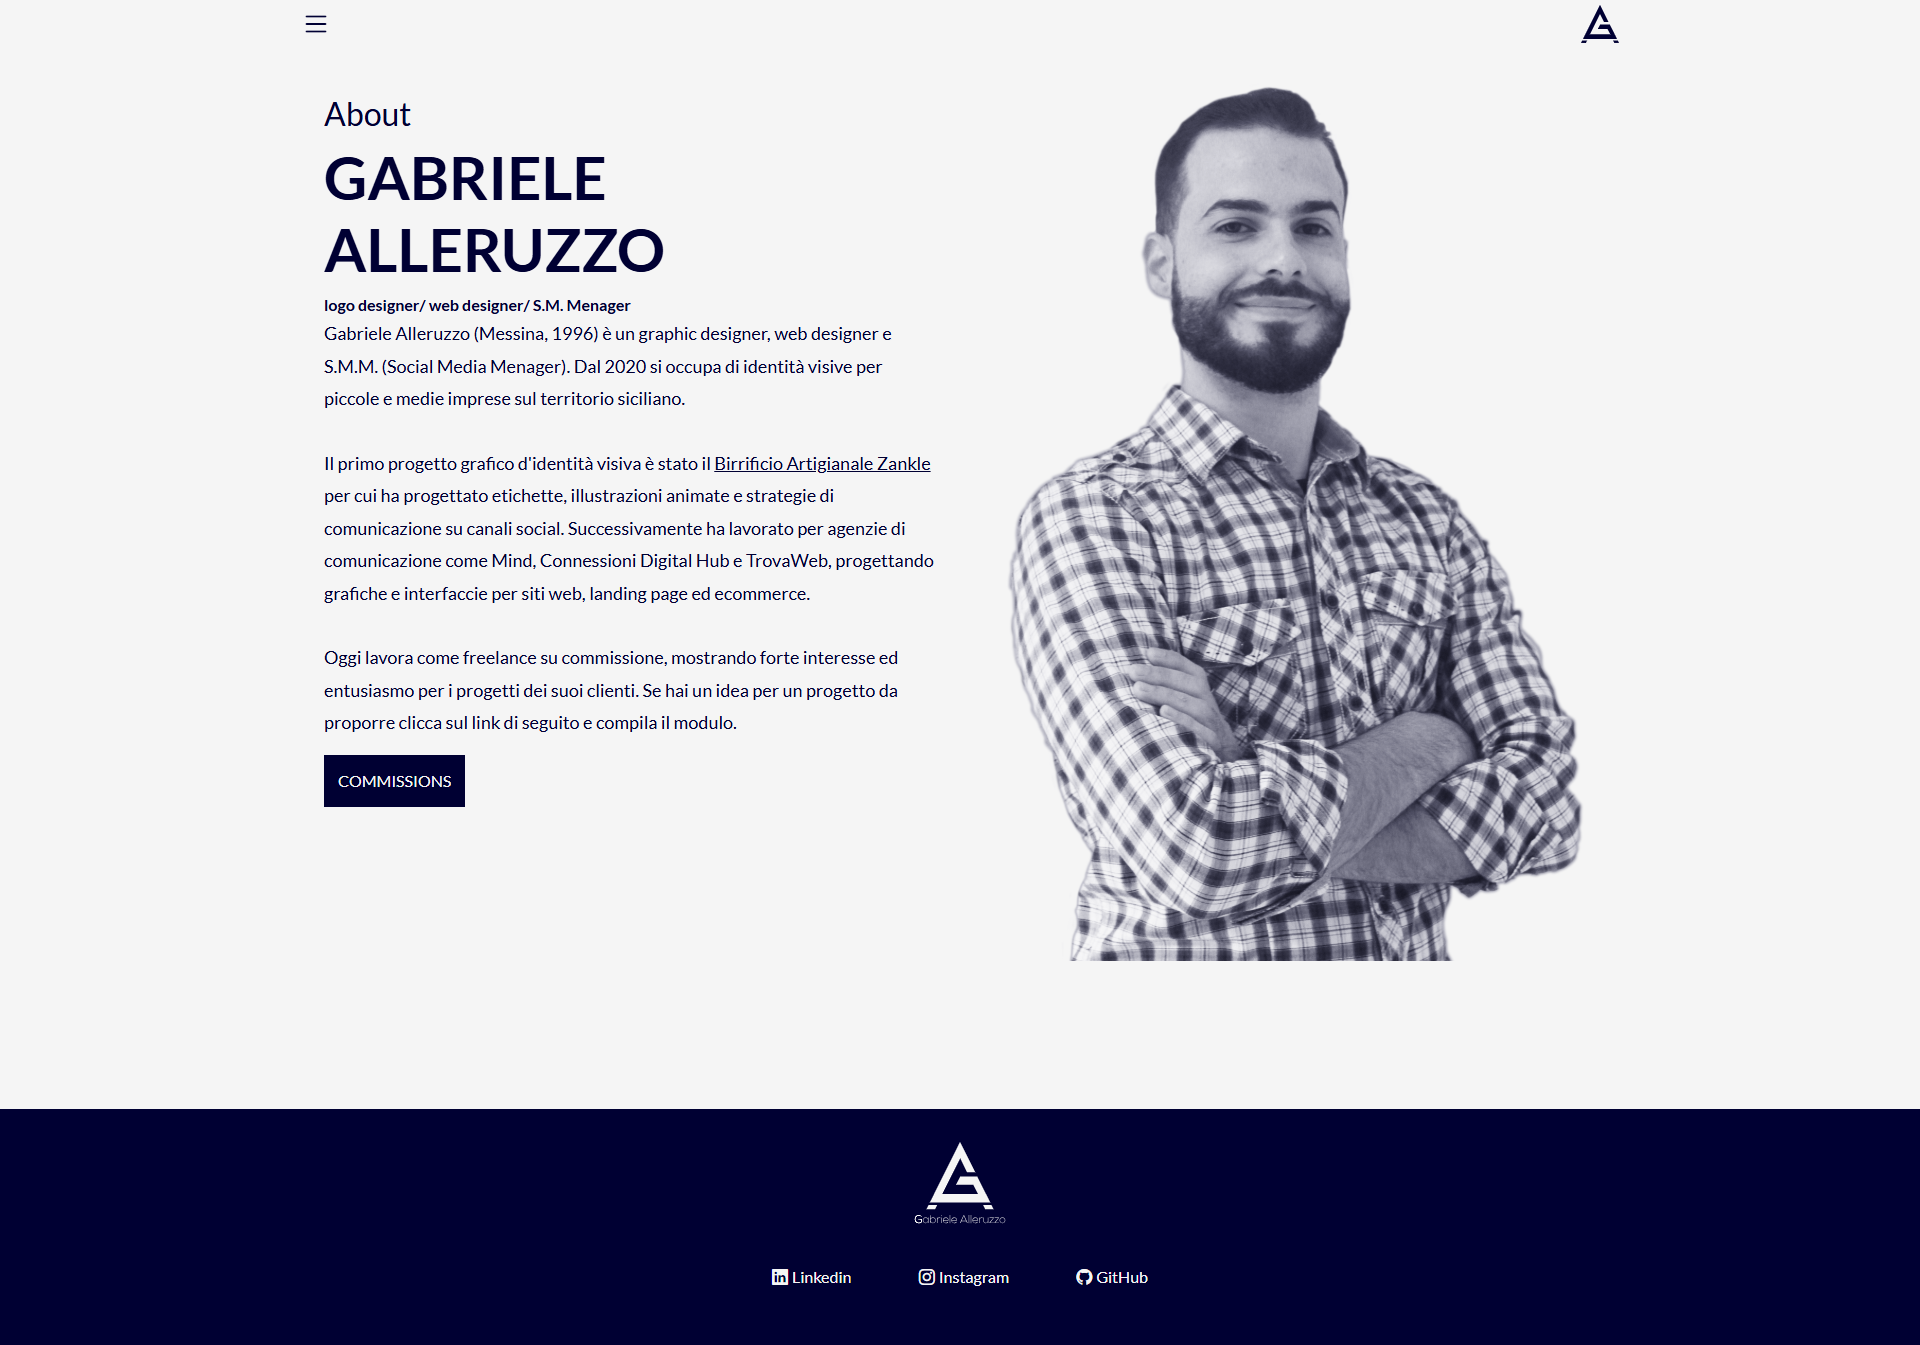 About
GABRIELE
ALLERUZZO
logo designer/ web designer/ S.M. Menager
Gabriele Alleruzzo (Messina, 1996) è un graphic designer, web designer e
S.M.M. (Social Media Menager). Dal 2020 si occupa di identità visive per
piccole e medie imprese sul territorio siciliano.
Il primo progetto grafico d'identità visiva è stato il Birrificio Artigianale Zankle
per cui ha progettato etichette, illustrazioni animate e strategie di
comunicazione su canali social. Successivamente ha lavorato per agenzie di
comunicazione come Mind, Connessioni Digital Hub e TrovaWeb, progettando
grafiche e interfaccie per siti web, landing page ed ecommerce.
Oggi lavora come freelance su commissione, mostrando forte interesse ed
entusiasmo per i progetti dei suoi clienti. Se hai un idea per un progetto da
proporre clicca sul link di seguito e compila il modulo.
COMMISSIONS
Gabriele Alleruzzo
Linkedin
Instagram
GitHub